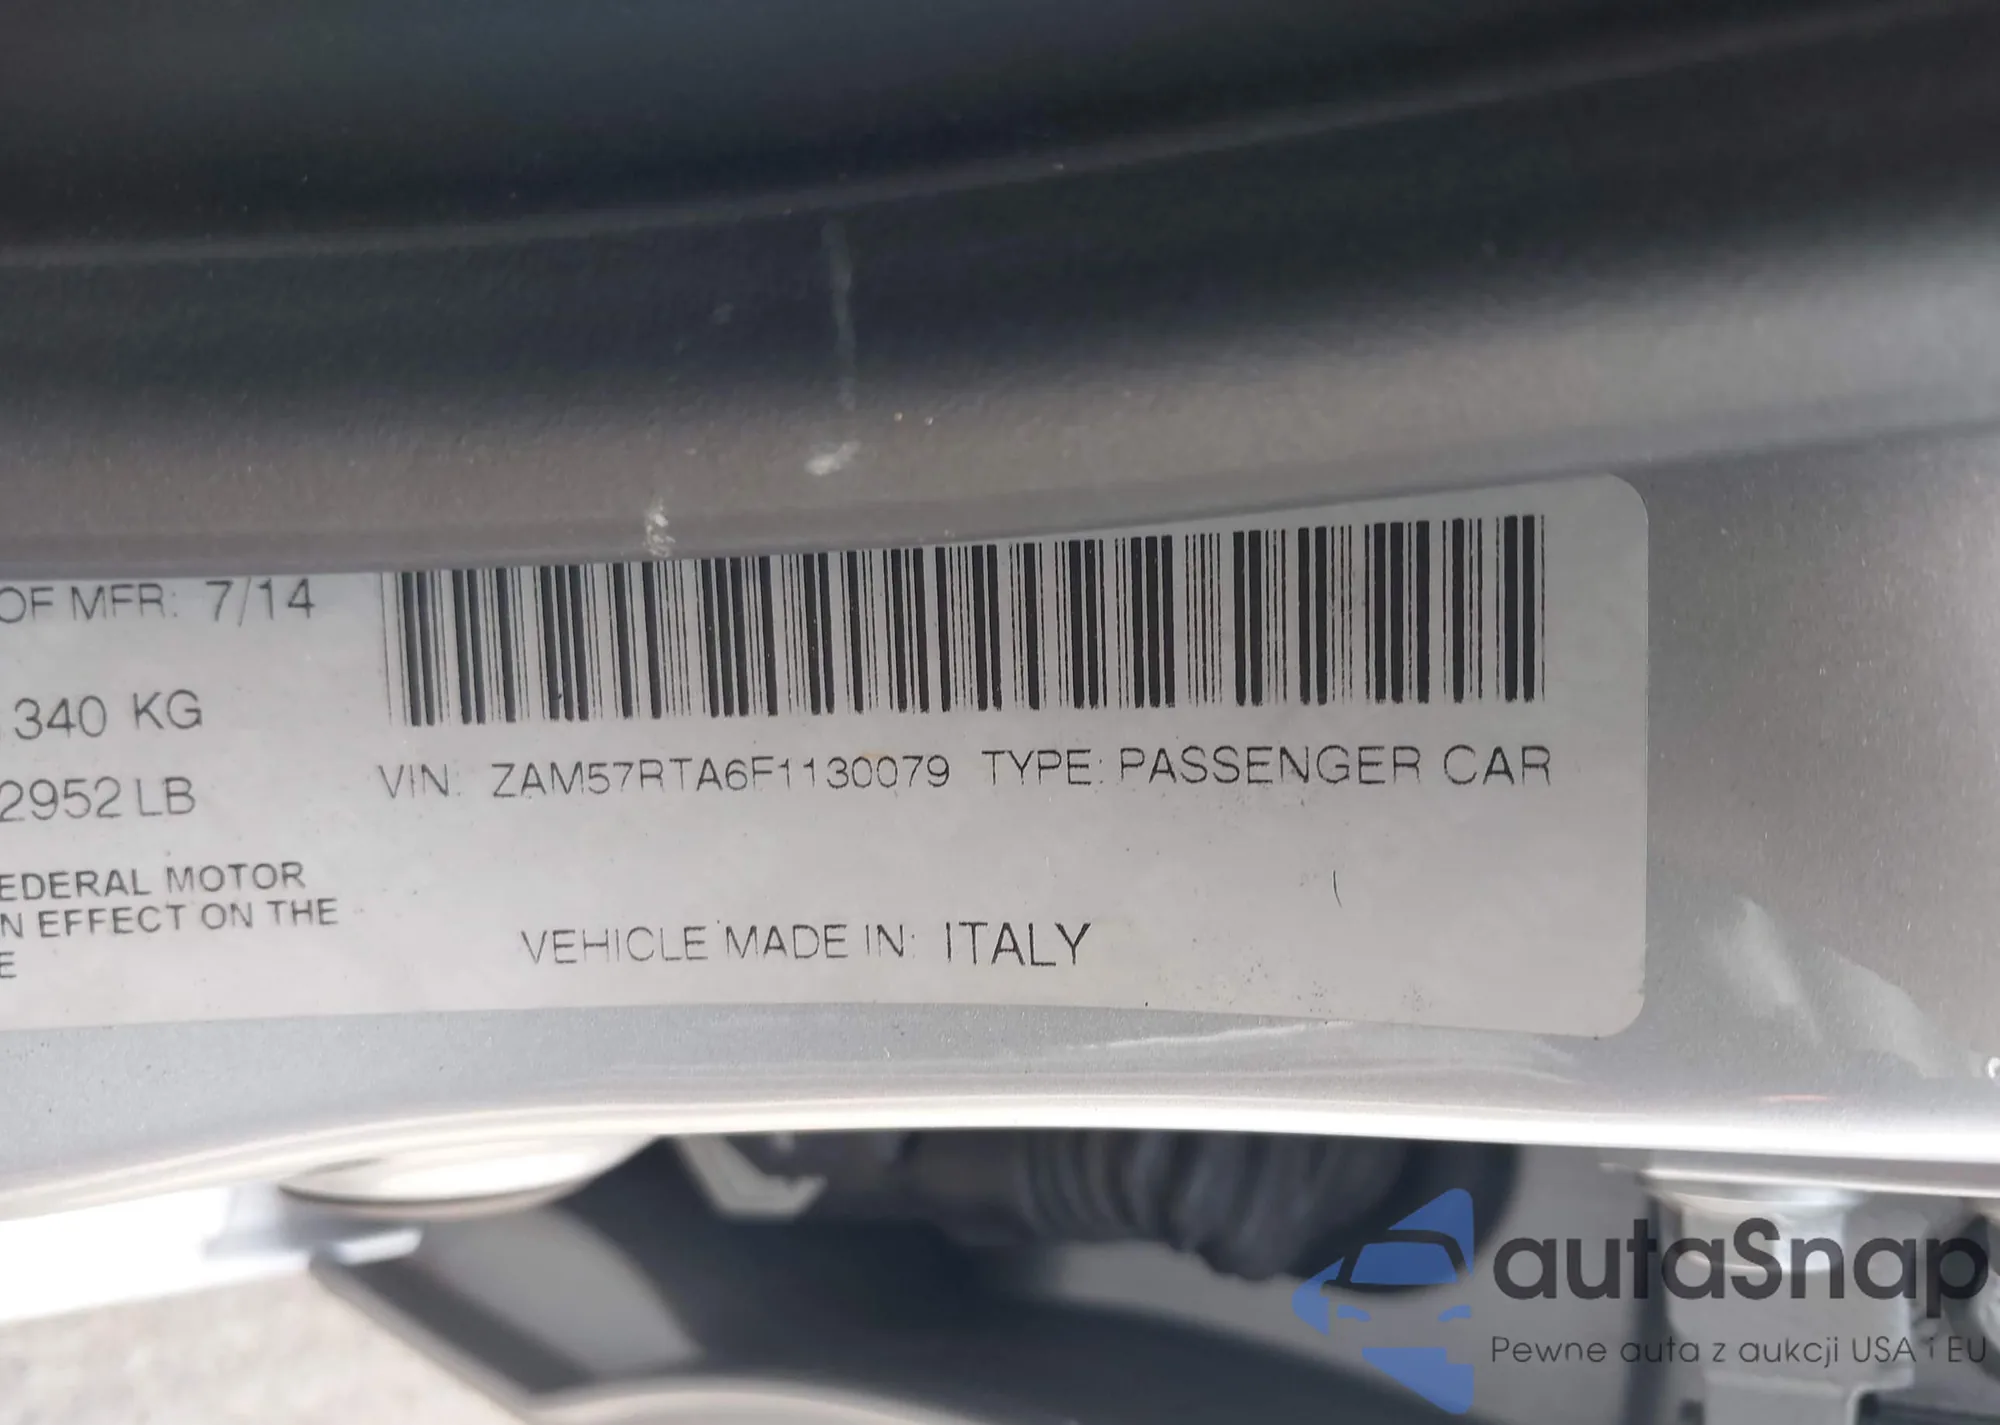 OF MFR: 7/14
340 KG
2952 LB
VIN: ZAM57RTA6F1130079 TYPE: PASSENGER CAR
EDERAL MOTOR
N EFFECT ON THE
E
VEHICLE MADE IN: ITALY
autaSnap
Pewne auta z aukcji USA i EU